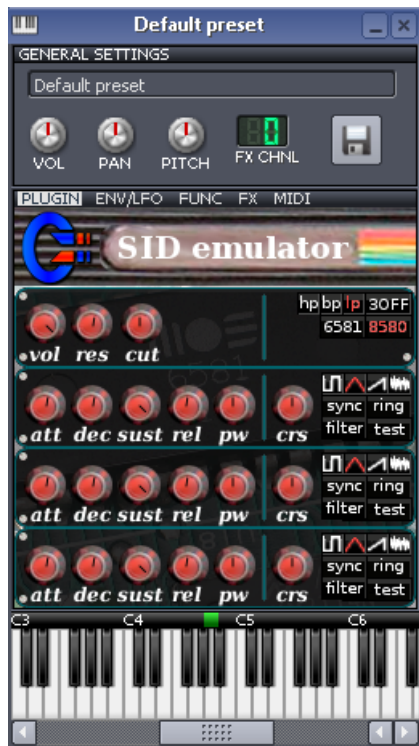 Default preset
GENERAL SETTINGS
Default preset
VOL PAN PITCH FX CHNL
0
PLUGIN ENV/LFO FUNC FX MIDI
SID emulator
hp bp lp 3OFF
6581 8580
vol res cut
6581
sync ring
att dec sust rel pw crs filter test
sync ring
att dec sust rel pw crs filter test
sync ring
att dec sust rel pw crs filter test
C3 C4 C5 C6